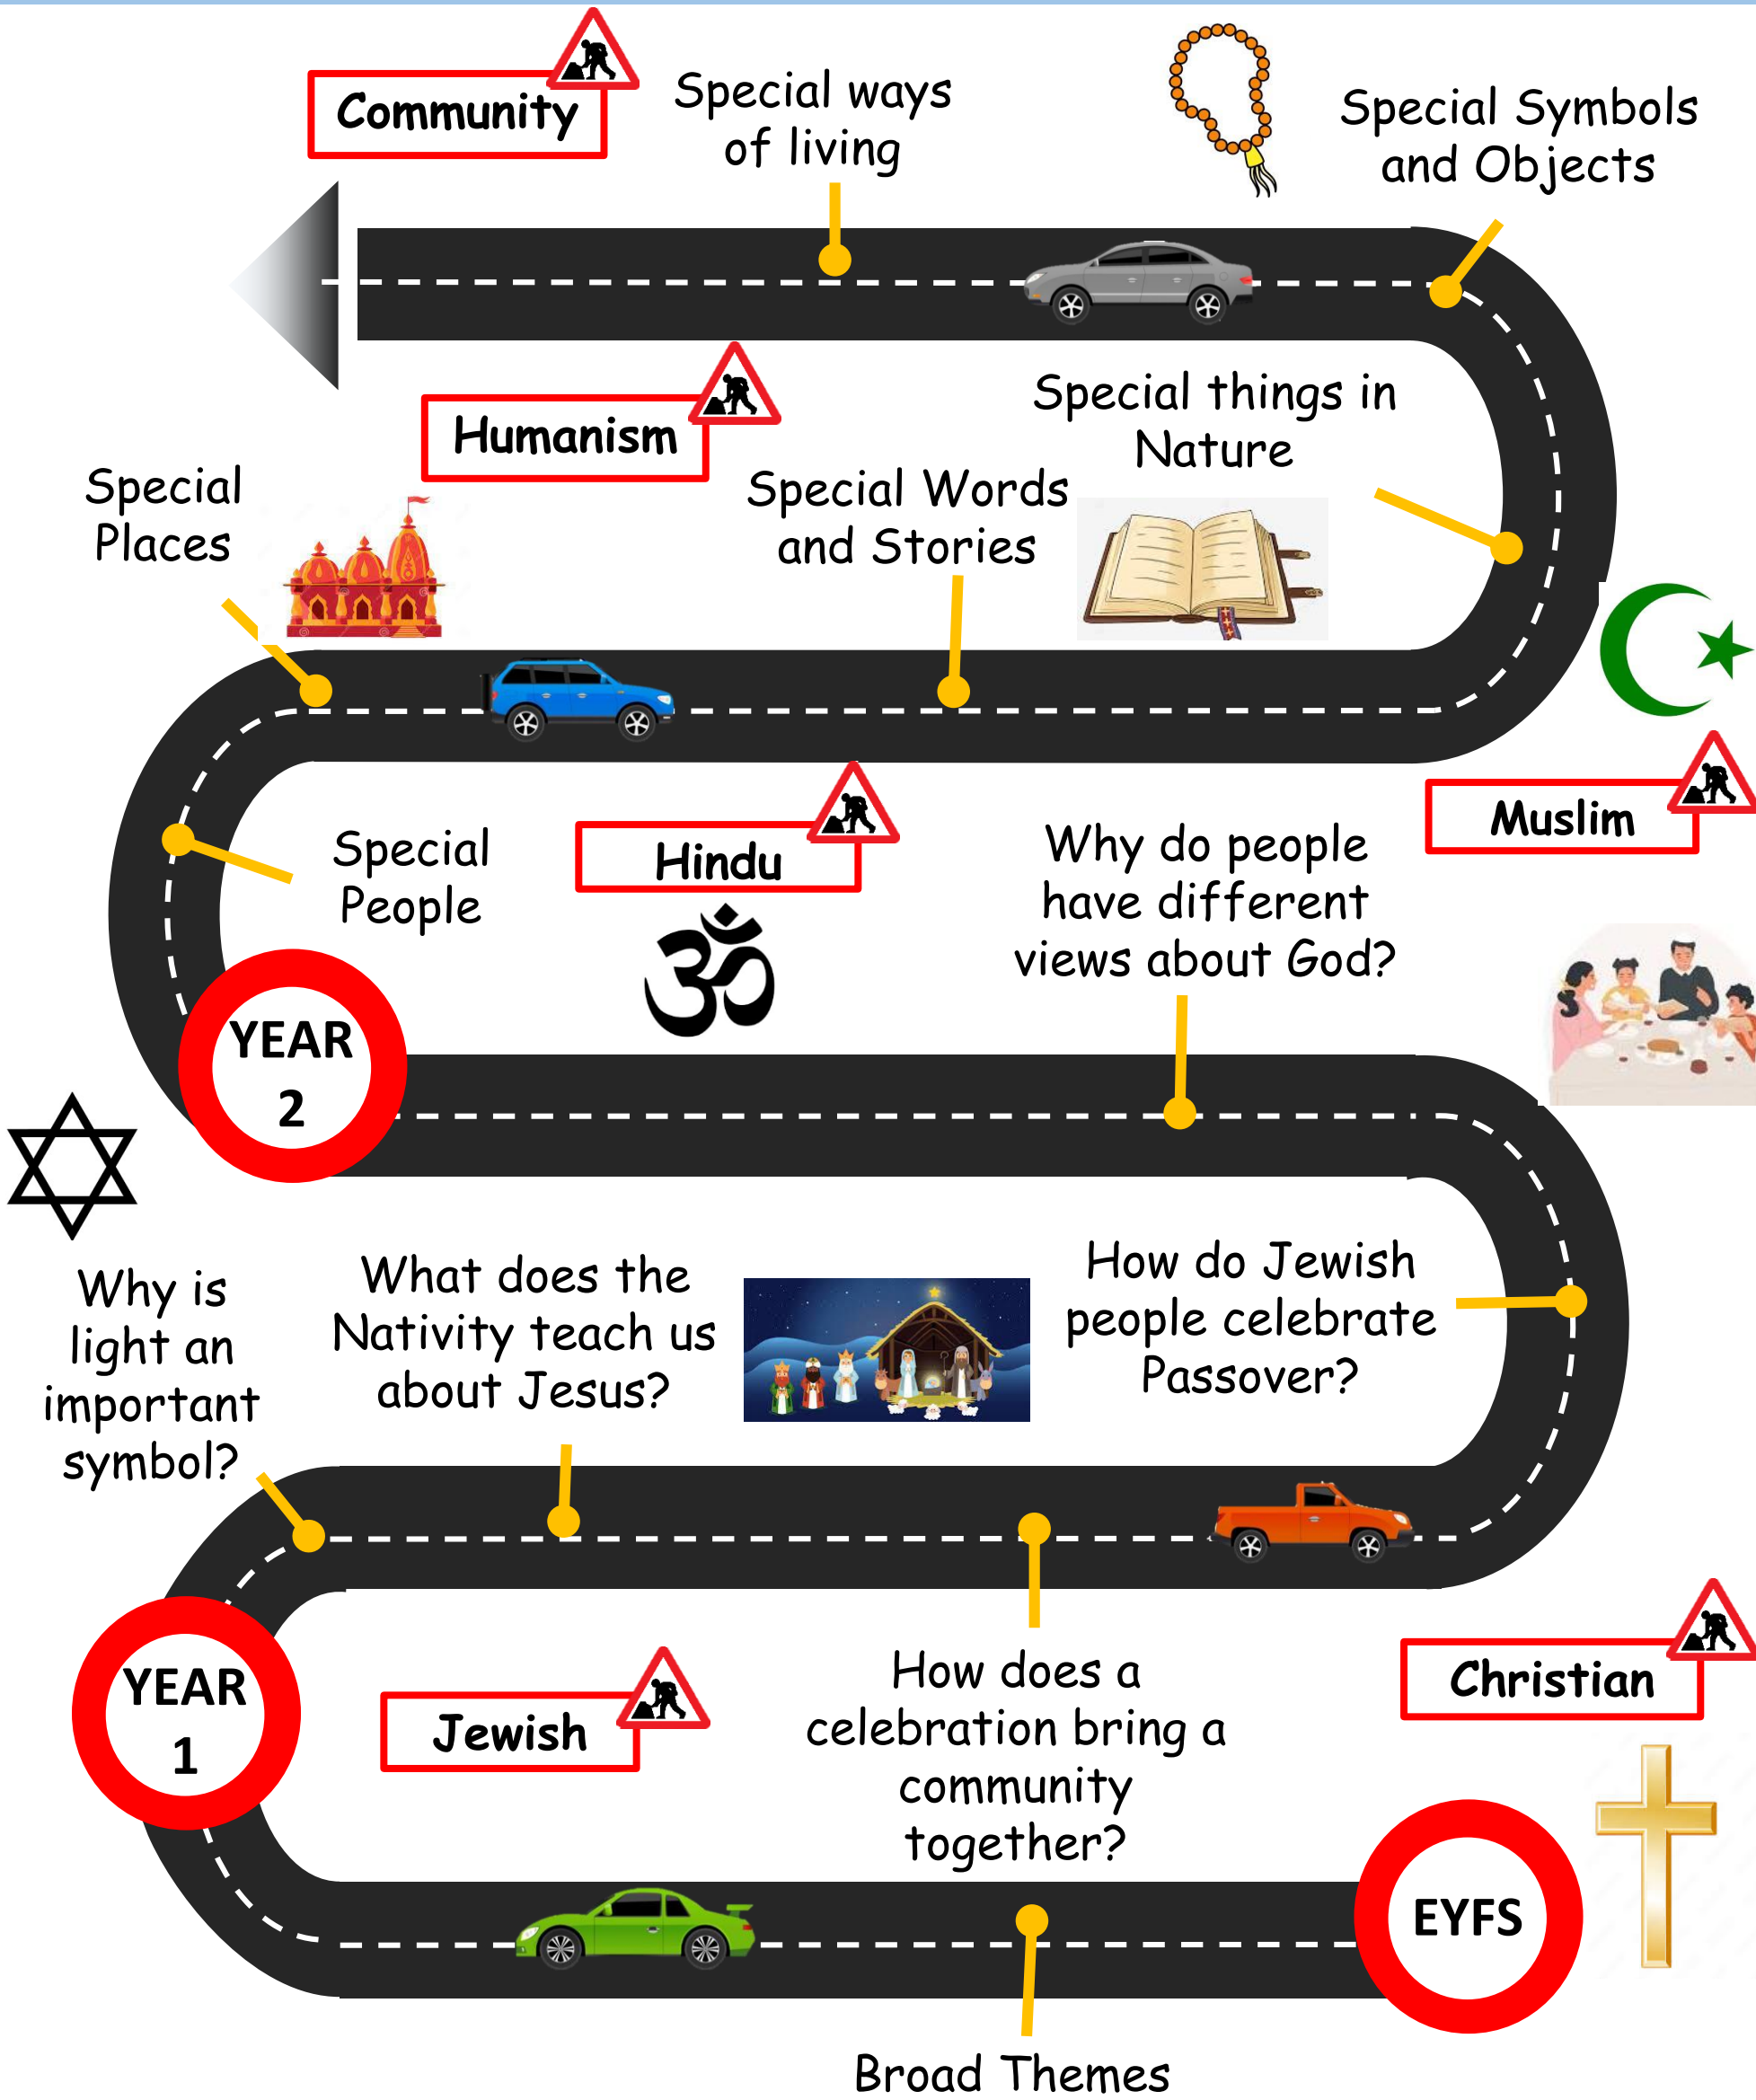 Community
Special ways
of living
Special Symbols
and Objects
Humanism
Special things in
Nature
Special
Places
Special Words
and Stories
Muslim
Special
People
Hindu
Why do people
have different
views about God?
YEAR
2
Why is
light an
important
symbol?
What does the
Nativity teach us
about Jesus?
How do Jewish
people celebrate
Passover?
YEAR
1
Jewish
How does a
celebration bring a
community
together?
Christian
EYFS
Broad Themes